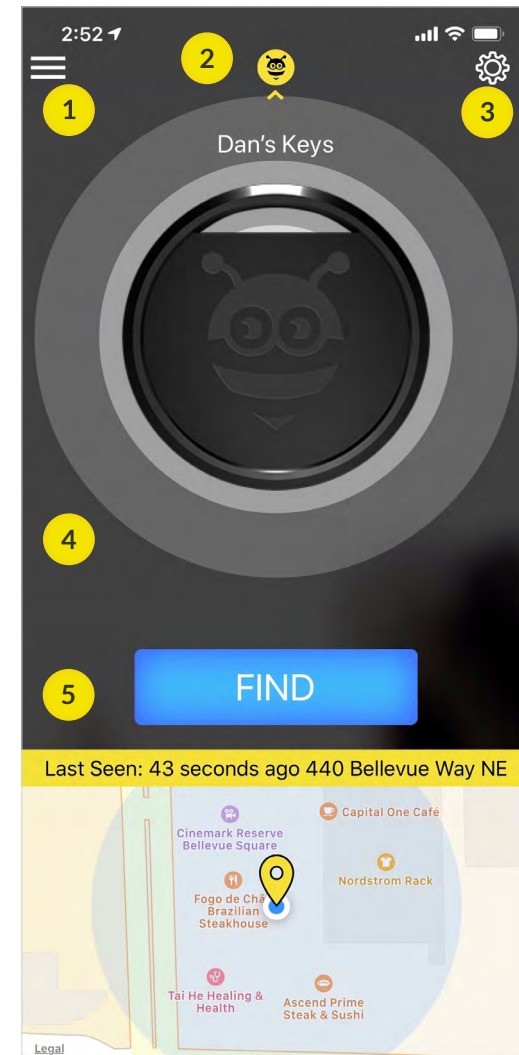 2:52
2
1
3
Dan's Keys
4
5
FIND
Last Seen: 43 seconds ago 440 Bellevue Way NE
Capital One Café
Cinemark Reserve
Bellevue Square
Nordstrom Rack
Fogo de Chã
Brazilian
Steakhouse
Tai He Healing &
Health
Ascend Prime
Steak & Sushi
Legal